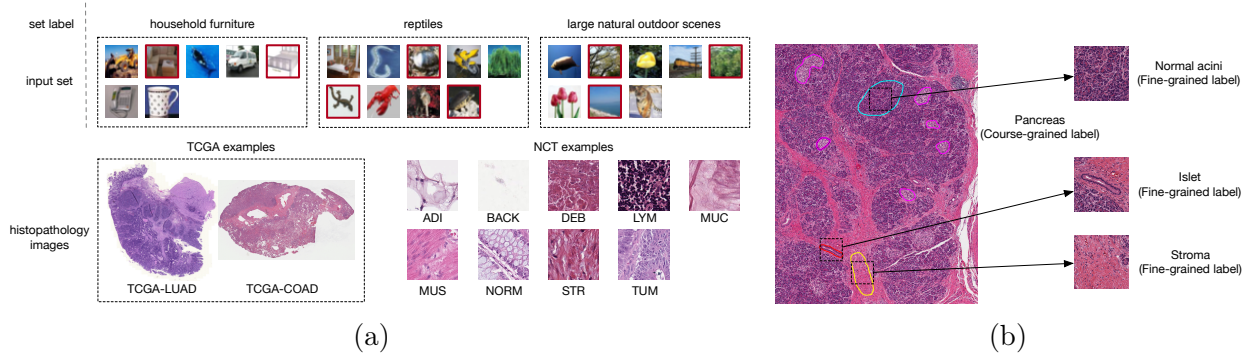 set label
household furniture
reptiles
large natural outdoor scenes
input set
TCGA examples
NCT examples
histopathology
images
ADI
BACK
DEB
LYM
MUC
MUS
NORM
STR
TUM
TCGA-LUAD
TCGA-COAD
(a)
Normal acini
(Fine-grained label)
Pancreas
(Course-grained label)
Islet
(Fine-grained label)
Stroma
(Fine-grained label)
(b)